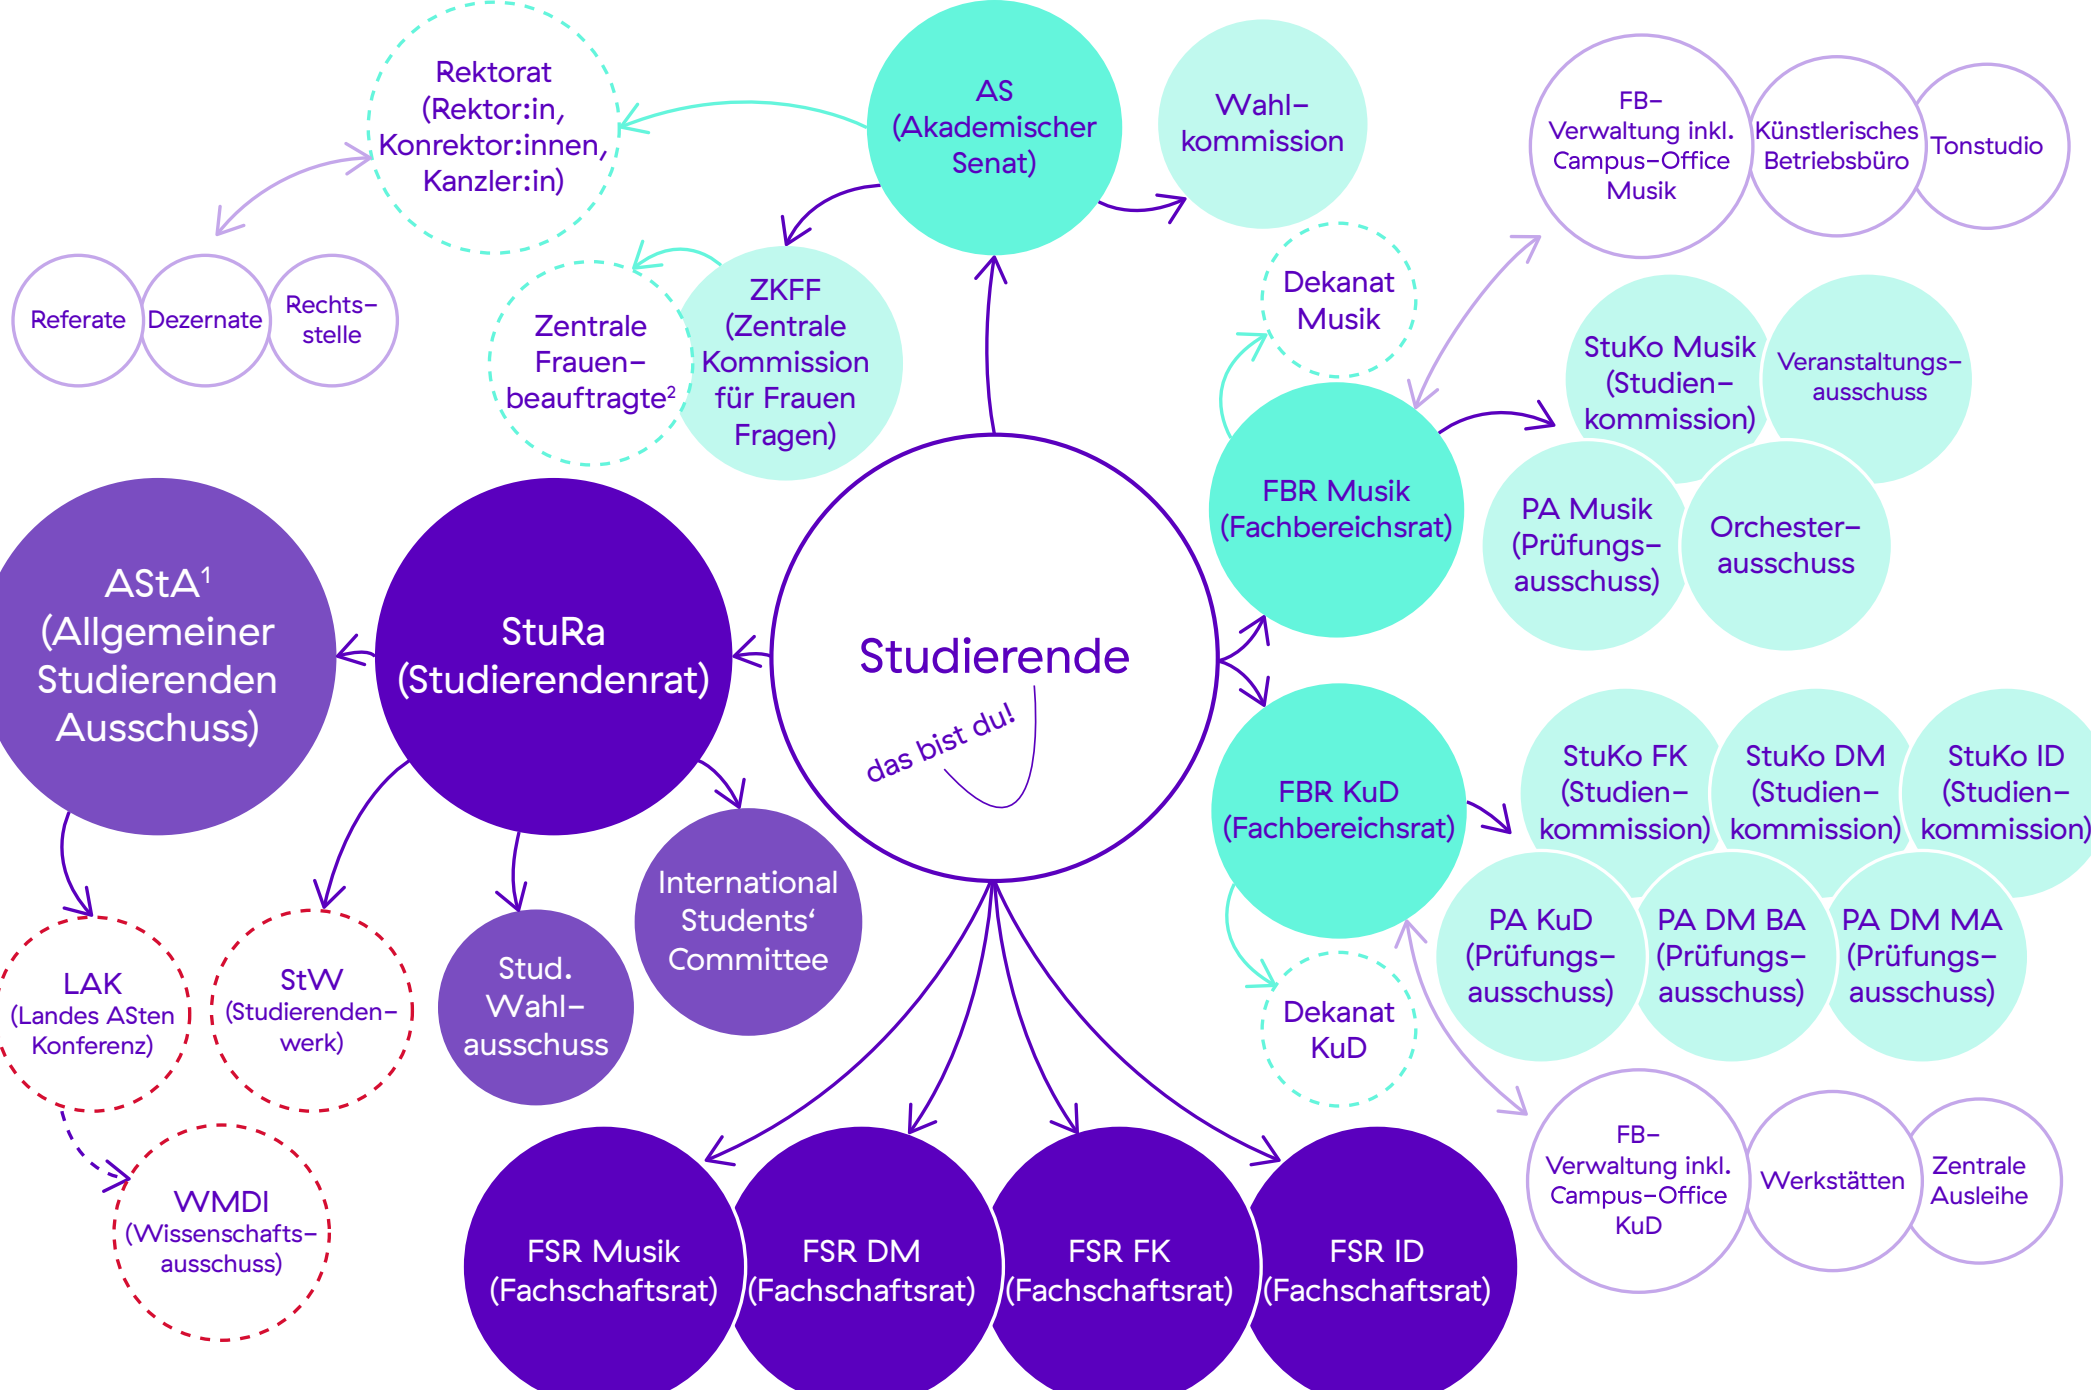 Rektorat
(Rektor:in,
Konrektor:innen,
Kanzler:in)
AS
(Akademischer
Senat)
Wahl–
kommission
FB–
Verwaltung inkl.
Campus–Office
Musik
Künstlerisches
Betriebsbüro
Tonstudio
Referate
Dezernate
Rechts–
stelle
Zentrale
Frauen–
beauftragte²
ZKFF
(Zentrale
Kommission
für Frauen
Fragen)
Dekanat
Musik
StuKo Musik
(Studien–
kommission)
Veranstaltungs–
ausschuss
FBR Musik
(Fachbereichsrat)
PA Musik
(Prüfungs–
ausschuss)
Orchester–
ausschuss
AStA¹
(Allgemeiner
Studierenden
Ausschuss)
StuRa
(Studierendenrat)
Studierende
das bist du!
FBR KuD
(Fachbereichsrat)
StuKo FK
(Studien–
kommission)
StuKo DM
(Studien–
kommission)
StuKo ID
(Studien–
kommission)
PA KuD
(Prüfungs–
ausschuss)
PA DM BA
(Prüfungs–
ausschuss)
PA DM MA
(Prüfungs–
ausschuss)
International
Students‘
Committee
Stud.
Wahl–
ausschuss
LAK
(Landes ASten
Konferenz)
StW
(Studierenden–
werk)
Dekanat
KuD
WMDI
(Wissenschafts–
ausschuss)
FB–
Verwaltung inkl.
Campus–Office
KuD
Werkstätten
Zentrale
Ausleihe
FSR Musik
(Fachschaftsrat)
FSR DM
(Fachschaftsrat)
FSR FK
(Fachschaftsrat)
FSR ID
(Fachschaftsrat)